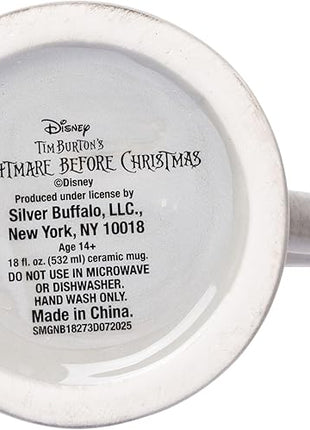 Disney
TIM BURTON'S
HTMARE BEFORE CHRISTMAS
©Disney
Produced under license by
Silver Buffalo, LLC.,
New York, NY 10018
Age 14+
18 fl. oz. (532 ml) ceramic mug.
DO NOT USE IN MICROWAVE
OR DISHWASHER.
HAND WASH ONLY.
Made in China.
SMGNB18273D072025